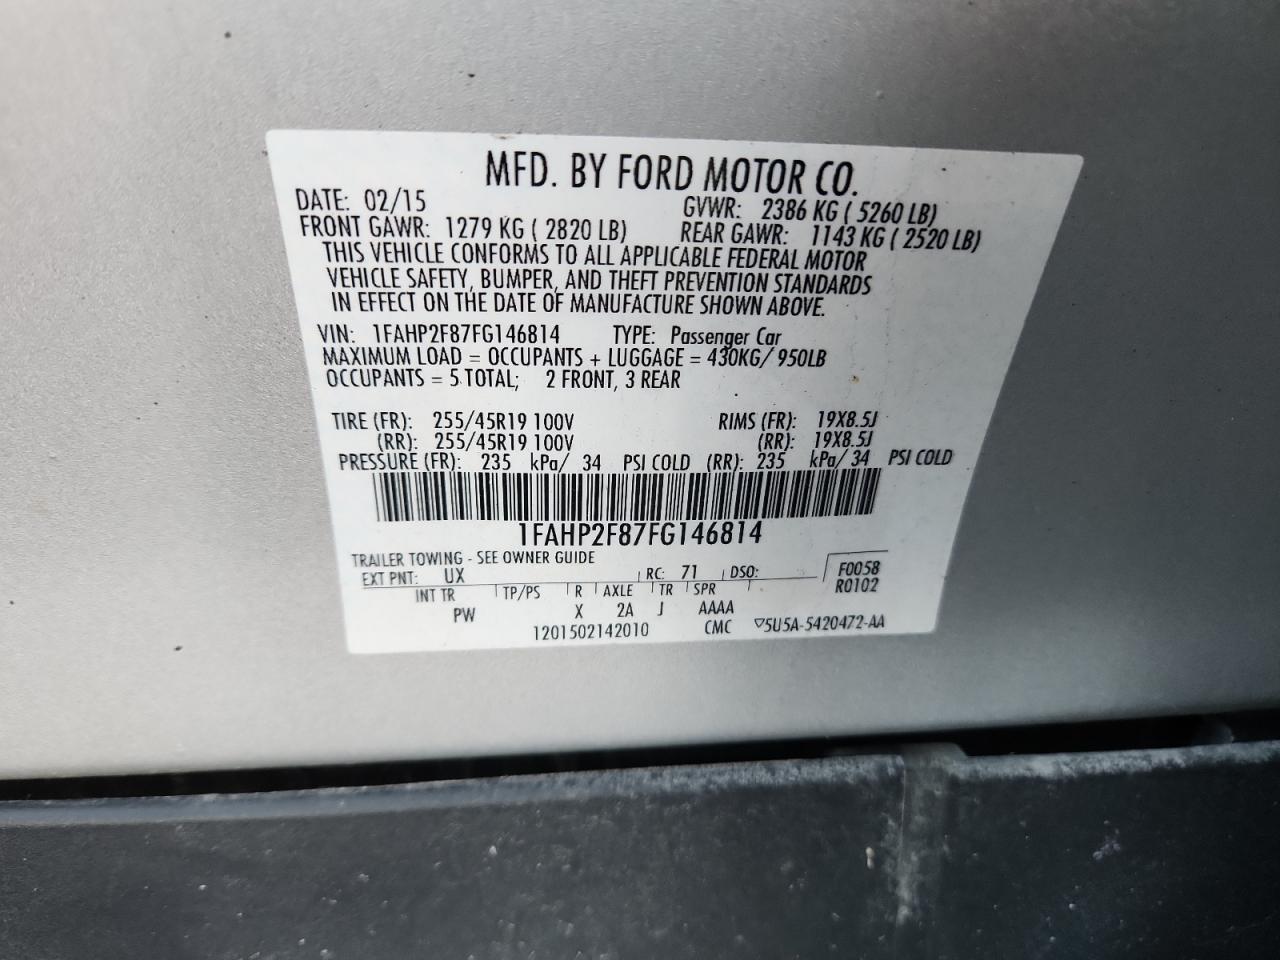 MFD. BY FORD MOTOR CO.
DATE: 02/15 GVWR: 2386 KG ( 5260 LB)
FRONT GAWR: 1279 KG ( 2820 LB) REAR GAWR: 1143 KG ( 2520 LB)
THIS VEHICLE CONFORMS TO ALL APPLICABLE FEDERAL MOTOR
VEHICLE SAFETY, BUMPER, AND THEFT PREVENTION STANDARDS
IN EFFECT ON THE DATE OF MANUFACTURE SHOWN ABOVE.
VIN: 1FAHP2F87FG146814 TYPE: Passenger Car
MAXIMUM LOAD = OCCUPANTS + LUGGAGE = 430KG/ 950LB
OCCUPANTS = 5 TOTAL; 2 FRONT, 3 REAR
TIRE (FR): 255/45R19 100V RIMS (FR): 19X8.5J
(RR): 255/45R19 100V (RR): 19X8.5J
PRESSURE (FR): 235 kPa/ 34 PSI COLD (RR): 235 kPa/ 34 PSI COLD
1FAHP2F87FG146814
TRAILER TOWING - SEE OWNER GUIDE
EXT PNT: UX RC: 71 DSO: F0058
R0102
INT TR TP/PS R AXLE TR SPR
PW X 2A J AAAA
1201502142010 CMC ▽5U5A-5420472-AA